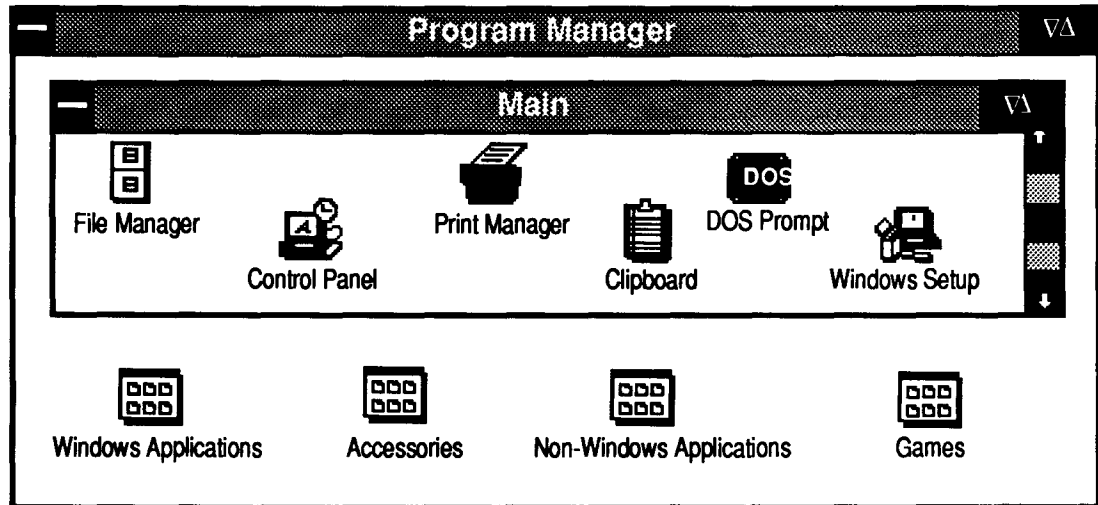 Program Manager
Main
File Manager
Control Panel
Print Manager
Clipboard
DOS
DOS Prompt
Windows Setup
Windows Applications
Accessories
Non-Windows Applications
Games